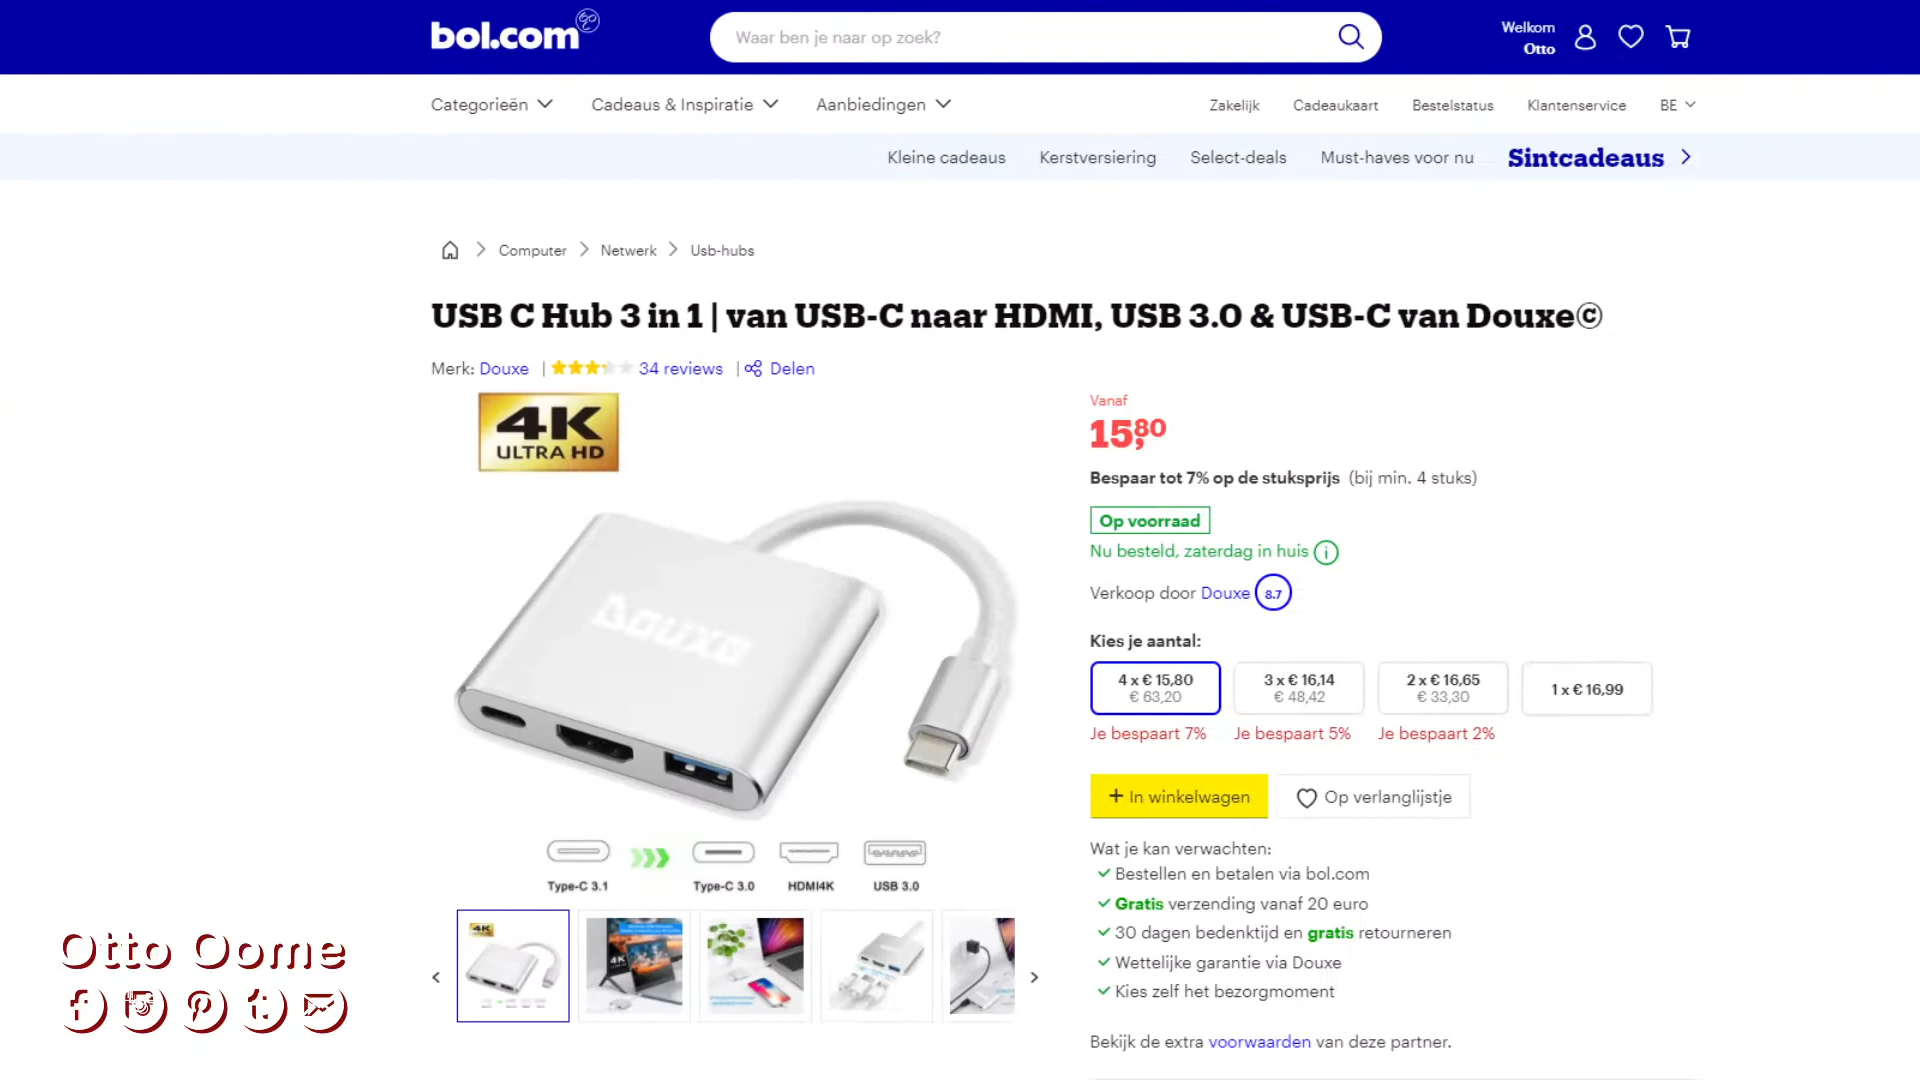 bol.com
Waar ben je naar op zoek?
Welkom
Otto
Categorieën
Cadeaus & Inspiratie
Aanbiedingen
Zakelijk
Cadeaukaart
Bestelstatus
Klantenservice
BE
Kleine cadeaus
Kerstversiering
Select-deals
Must-haves voor nu
Sintcadeaus
Computer
Netwerk
Usb-hubs
USB C Hub 3 in 1 | van USB-C naar HDMI, USB 3.0 & USB-C van Douxe©
Merk: Douxe | 34 reviews | Delen
4K
ULTRA HD
Douxe
Type-C 3.1
Type-C 3.0
HDMI4K
USB 3.0
4K
4K
Vanaf
15,80
Bespaar tot 7% op de stuksprijs (bij min. 4 stuks)
Op voorraad
Nu besteld, zaterdag in huis
Verkoop door Douxe 8.7
Kies je aantal:
4 x € 15,80
€ 63,20
3 x € 16,14
€ 48,42
2 x € 16,65
€ 33,30
1 x € 16,99
Je bespaart 7%
Je bespaart 5%
Je bespaart 2%
+ In winkelwagen
Op verlanglijstje
Wat je kan verwachten:
Bestellen en betalen via bol.com
Gratis verzending vanaf 20 euro
30 dagen bedenktijd en gratis retourneren
Wettelijke garantie via Douxe
Kies zelf het bezorgmoment
Bekijk de extra voorwaarden van deze partner.
Otto Oome